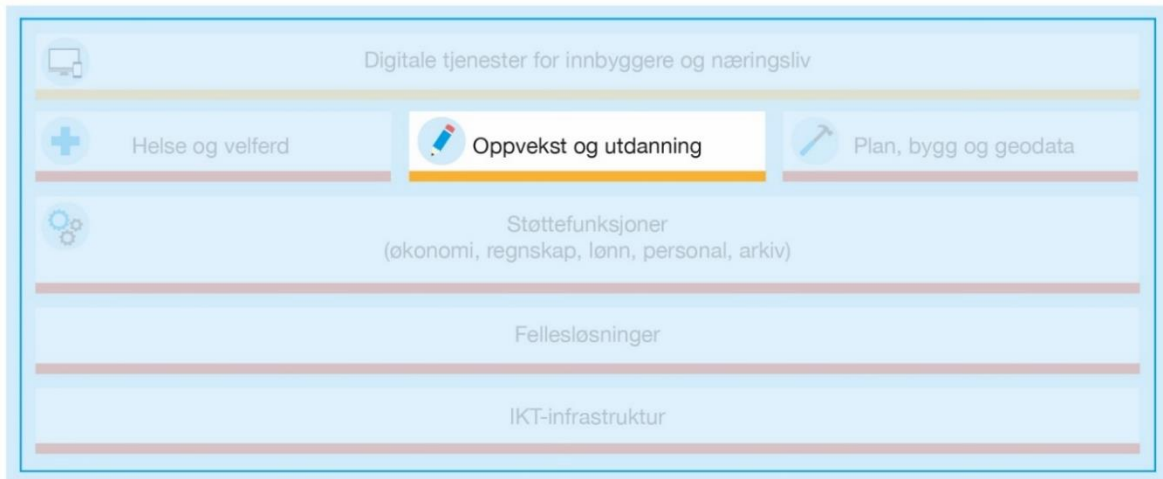 Digitale tjenester for innbyggere og næringsliv
Helse og velferd
Oppvekst og utdanning
Plan, bygg og geodata
Støttefunksjoner
(økonomi, regnskap, lønn, personal, arkiv)
Fellesløsninger
IKT-infrastruktur